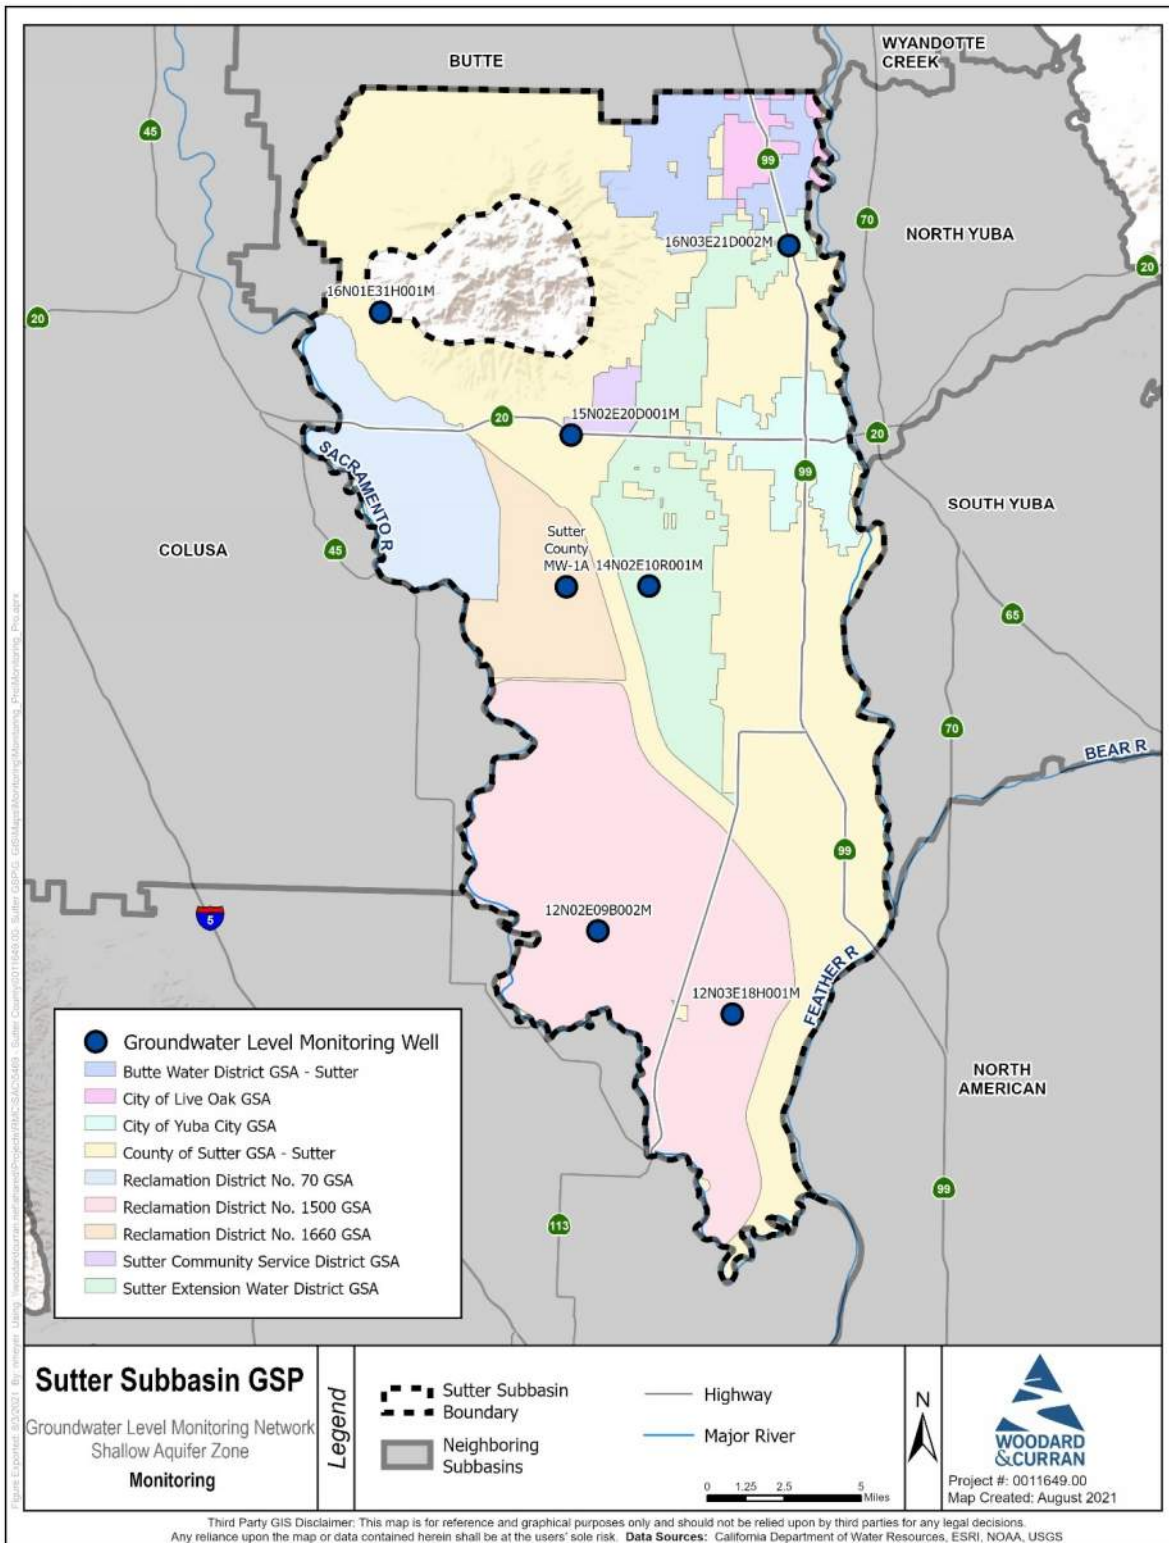 BUTTE
WYANDOTTE
CREEK
45
99
70
NORTH YUBA
16N03E21D002M
20
20
16N01E31H001M
15N02E20D001M
20
20
99
SACRAMENTO R
SOUTH YUBA
COLUSA
45
Sutter
County
MW-1A
14N02E10R001M
65
70
BEAR R
99
5
12N02E09B002M
12N03E18H001M
FEATHER R
NORTH
AMERICAN
99
113
Groundwater Level Monitoring Well
Butte Water District GSA - Sutter
City of Live Oak GSA
City of Yuba City GSA
County of Sutter GSA - Sutter
Reclamation District No. 70 GSA
Reclamation District No. 1500 GSA
Reclamation District No. 1660 GSA
Sutter Community Service District GSA
Sutter Extension Water District GSA
Sutter Subbasin GSP
Groundwater Level Monitoring Network
Shallow Aquifer Zone
Monitoring
Legend
Sutter Subbasin
Boundary
Neighboring
Subbasins
Highway
Major River
0 1.25 2.5 5
Miles
N
WOODARD
&CURRAN
Project #: 0011649.00
Map Created: August 2021
Third Party GIS Disclaimer: This map is for reference and graphical purposes only and should not be relied upon by third parties for any legal decisions.
Any reliance upon the map or data contained herein shall be at the users' sole risk. Data Sources: California Department of Water Resources, ESRI, NOAA, USGS